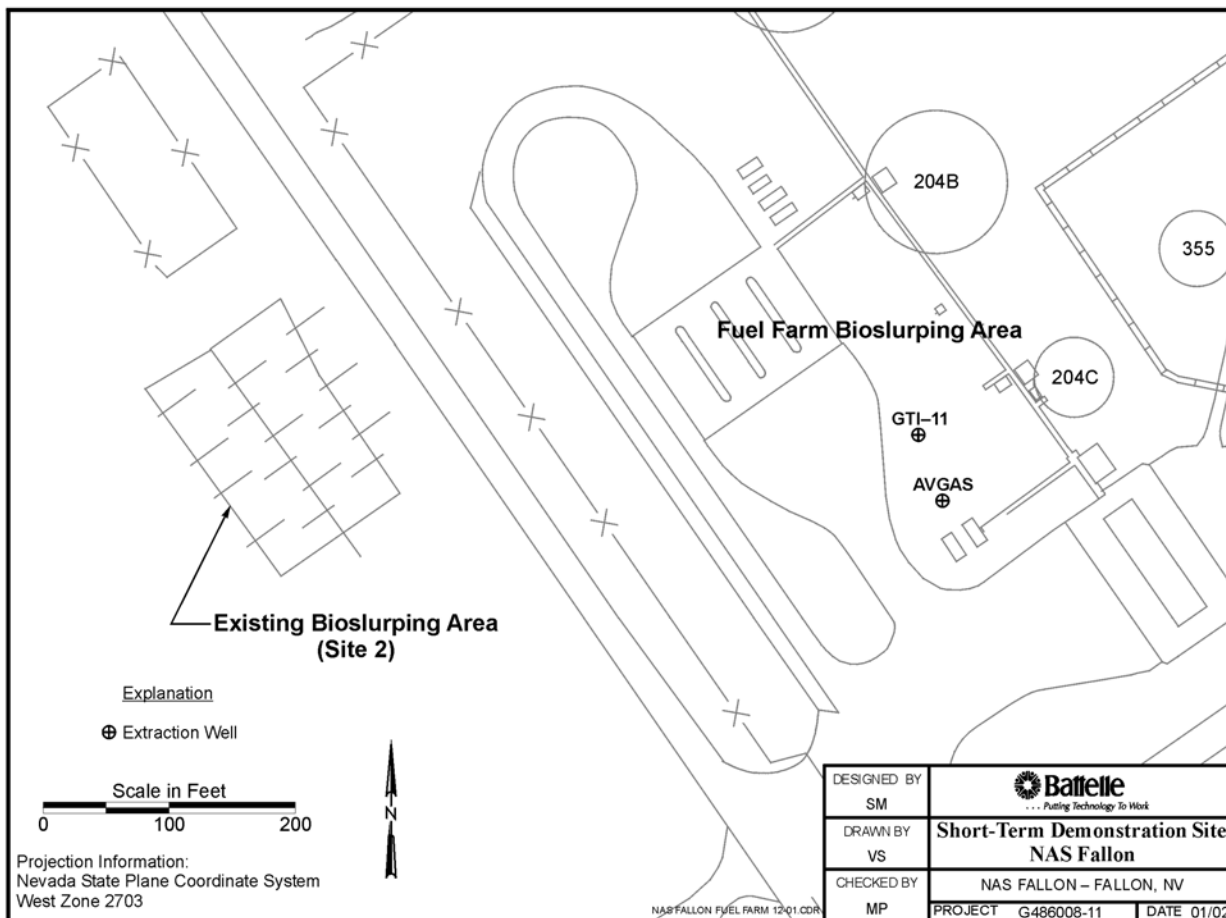 204B
355
Fuel Farm Bioslurping Area
204C
GTI–11
AVGAS
Existing Bioslurping Area
(Site 2)
Explanation
Extraction Well
Scale in Feet
0 100 200
N
Projection Information:
Nevada State Plane Coordinate System
West Zone 2703
NAS FALLON FUEL FARM 12-01.CDR
DESIGNED BY
SM
Battelle
. . . Putting Technology To Work
DRAWN BY
VS
Short-Term Demonstration Site
NAS Fallon
CHECKED BY
MP
NAS FALLON – FALLON, NV
PROJECT G486008-11 DATE 01/02